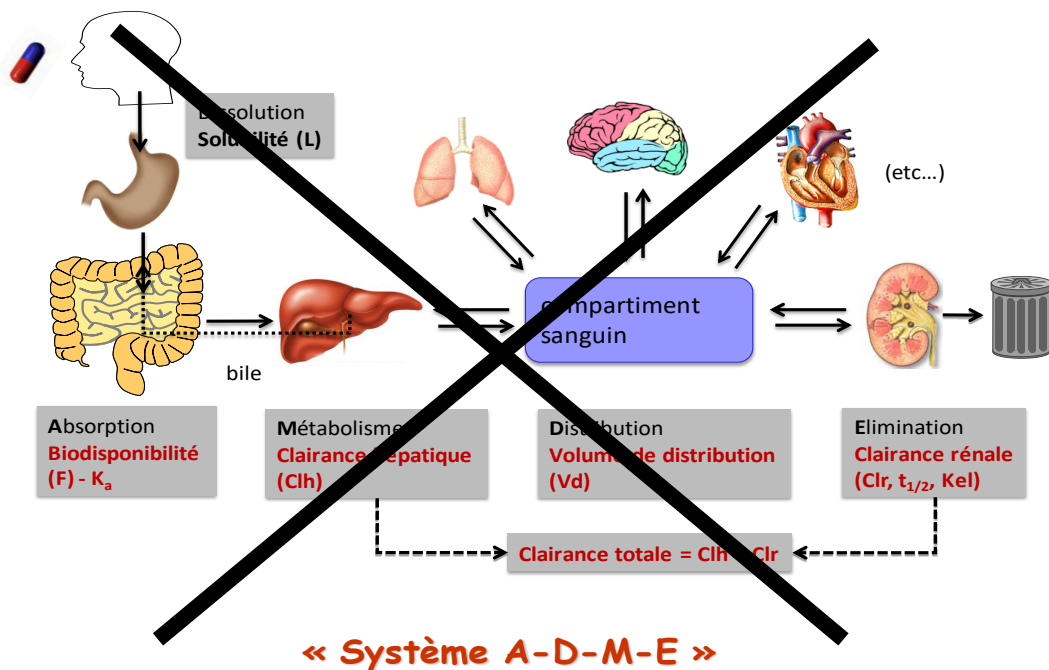 Dissolution
Solubilité (L)
(etc...)
compartiment
sanguin
bile
Absorption
Biodisponibilité
(F) - Kₐ
Métabolisme
Clairance hépatique
(Clh)
Distribution
Volume de distribution
(Vd)
Elimination
Clairance rénale
(Clr, t₁/₂, Kel)
Clairance totale = Clh + Clr
« Système A-D-M-E »